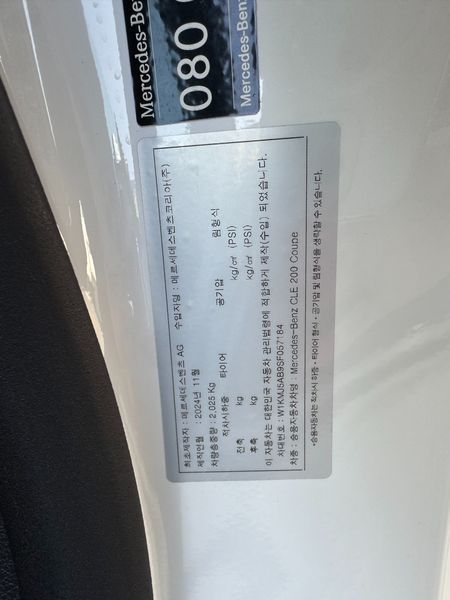 Mercedes-Ben
080
Mercedes-Ben
최초제작자 : 메르세데스벤츠 AG 수입자명 : 메르세데스벤츠코리아(주)
제작연월 : 2024년 11월
차량총중량 : 2,025 Kg
적차시하중 타이어 공기압 림형식
전축 kg kg/㎠ (PSI)
후축 kg kg/㎠ (PSI)
이 자동차는 대한민국 자동차 관리법령에 적합하게 제작(수입) 되었습니다.
차대번호 : W1KMJ5AB9SF057184
차종 : 승용자동차차명 : Mercedes-Benz CLE 200 Coupe
*승용자동차는 적차시 하중 • 타이어 형식 • 공기압 및 림형식을 생략할 수 있습니다.